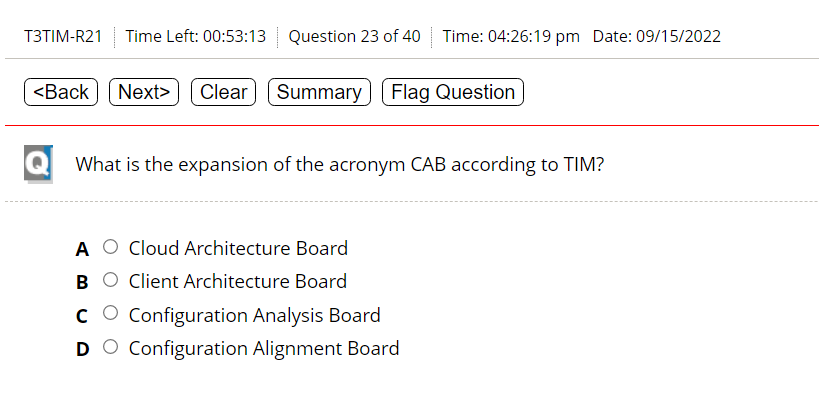 T3TIM-R21 Time Left: 00:53:13 Question 23 of 40 Time: 04:26:19 pm Date: 09/15/2022
<Back Next> Clear Summary Flag Question
Q What is the expansion of the acronym CAB according to TIM?
A Cloud Architecture Board
B Client Architecture Board
C Configuration Analysis Board
D Configuration Alignment Board